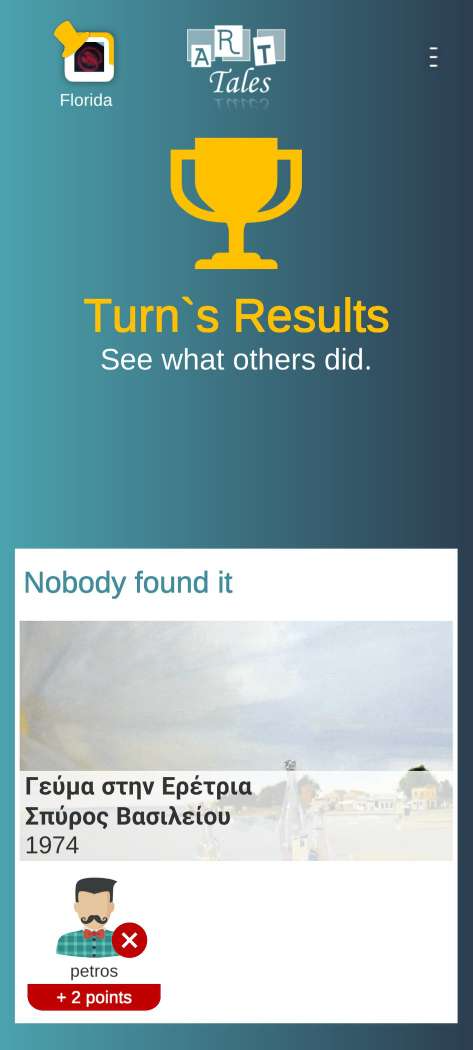 ART
Tales
Florida
Turn`s Results
See what others did.
Nobody found it
Γεύμα στην Ερέτρια
Σπύρος Βασιλείου
1974
petros
+ 2 points